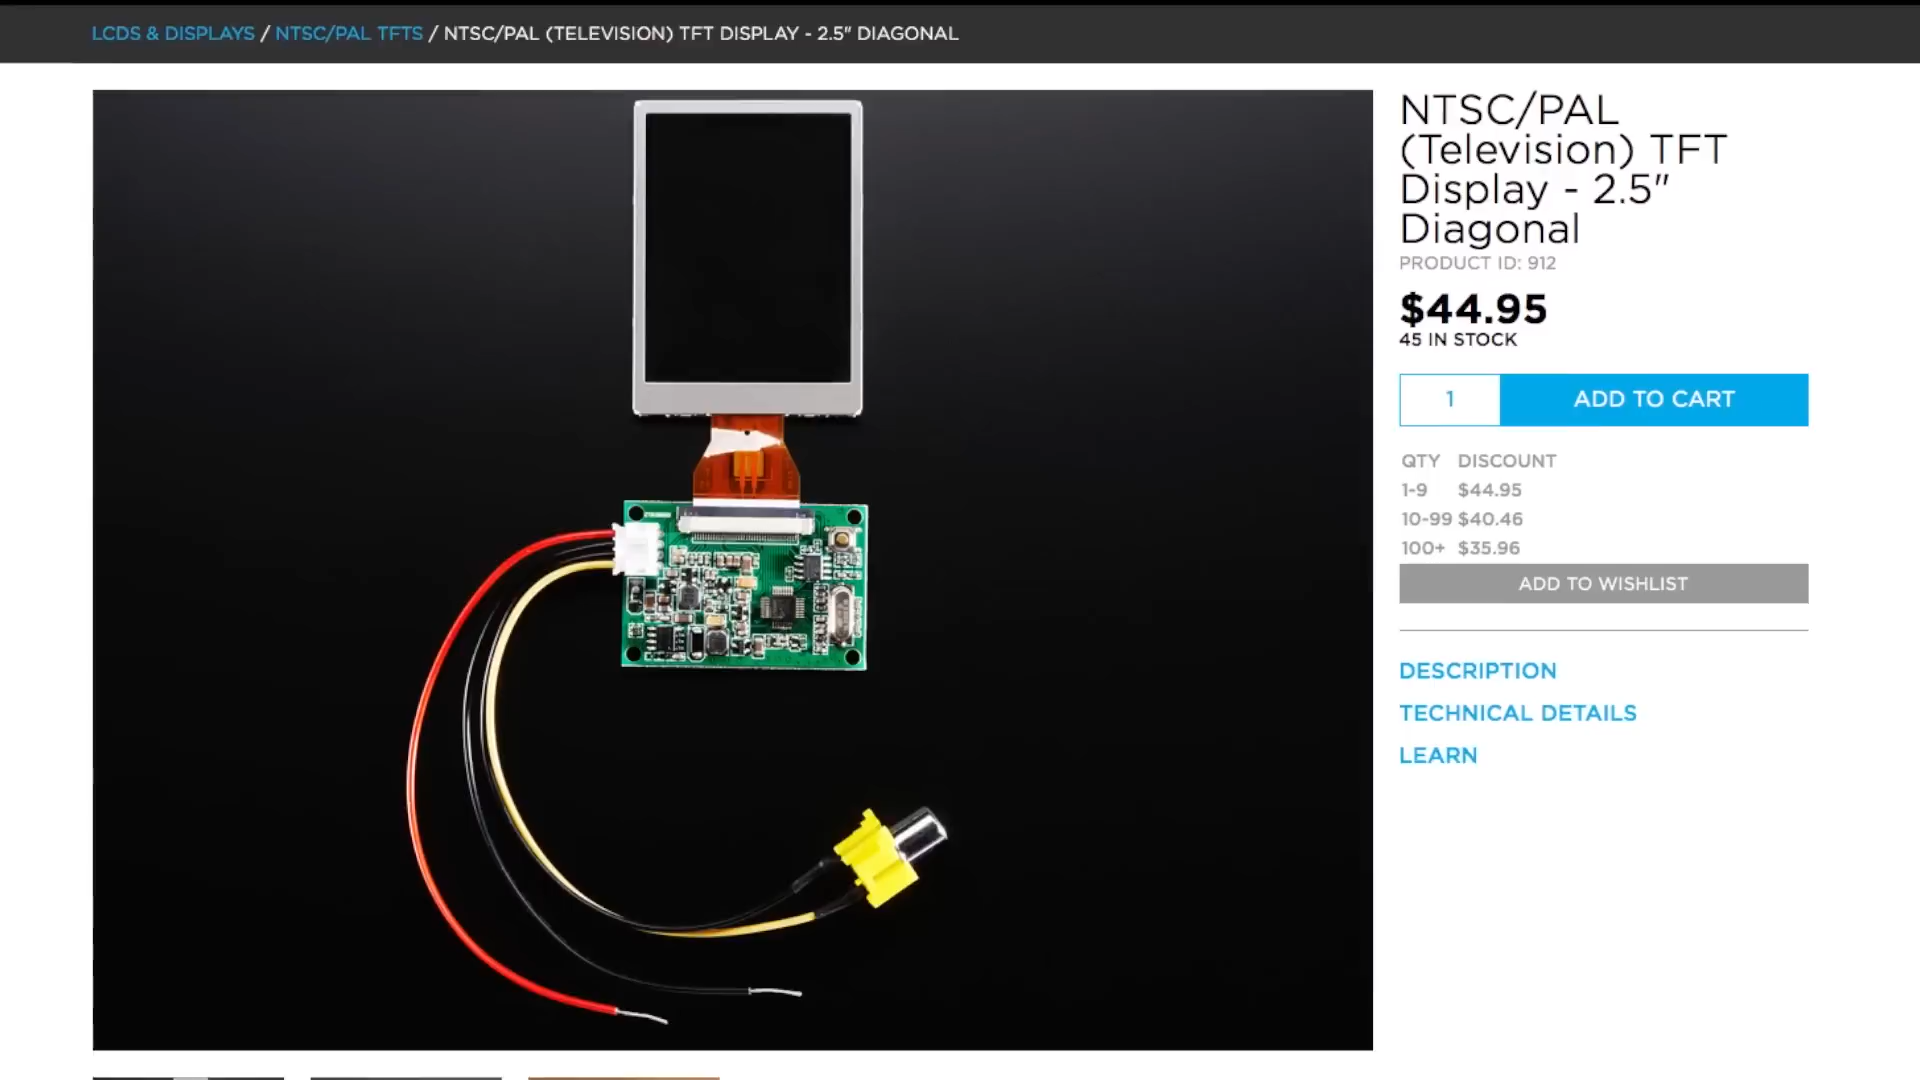 LCDS & DISPLAYS / NTSC/PAL TFTS / NTSC/PAL (TELEVISION) TFT DISPLAY - 2.5" DIAGONAL
NTSC/PAL
(Television) TFT
Display - 2.5"
Diagonal
PRODUCT ID: 912
$44.95
45 IN STOCK
1 ADD TO CART
QTY DISCOUNT
1-9 $44.95
10-99 $40.46
100+ $35.96
ADD TO WISHLIST
DESCRIPTION
TECHNICAL DETAILS
LEARN